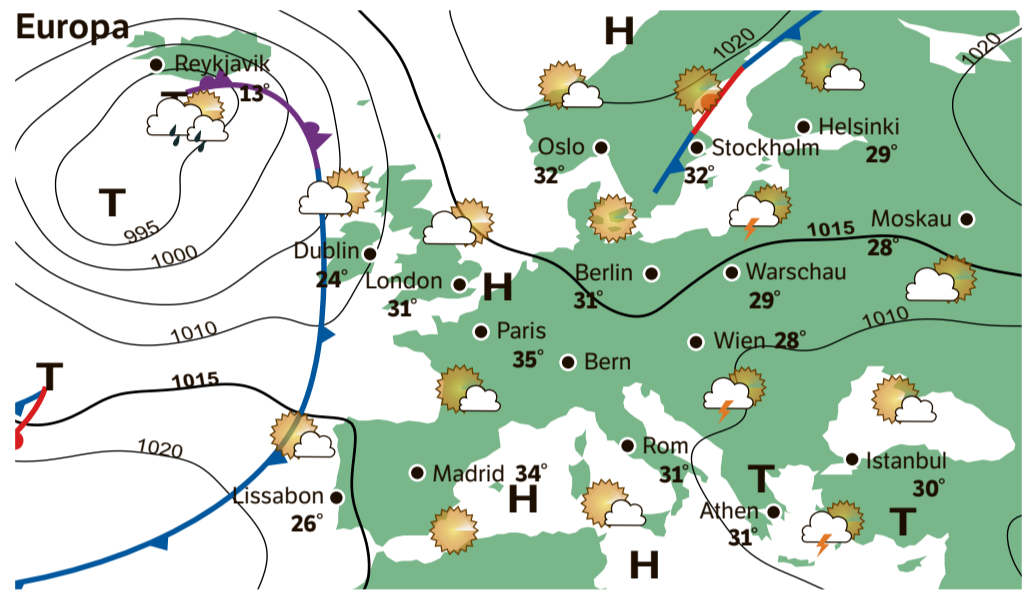 Europa
H
1020
1020
Reykjavik
13°
T
Oslo
32°
Stockholm
32°
Helsinki
29°
T
995
1000
1015
Moskau
28°
Dublin
24°
London
31°
H
Berlin
31°
Warschau
29°
1010
1010
Paris
35°
Wien 28°
Bern
T
1015
1020
Rom
31°
Madrid 34°
H
Lissabon
26°
T
Istanbul
30°
Athen
31°
T
H